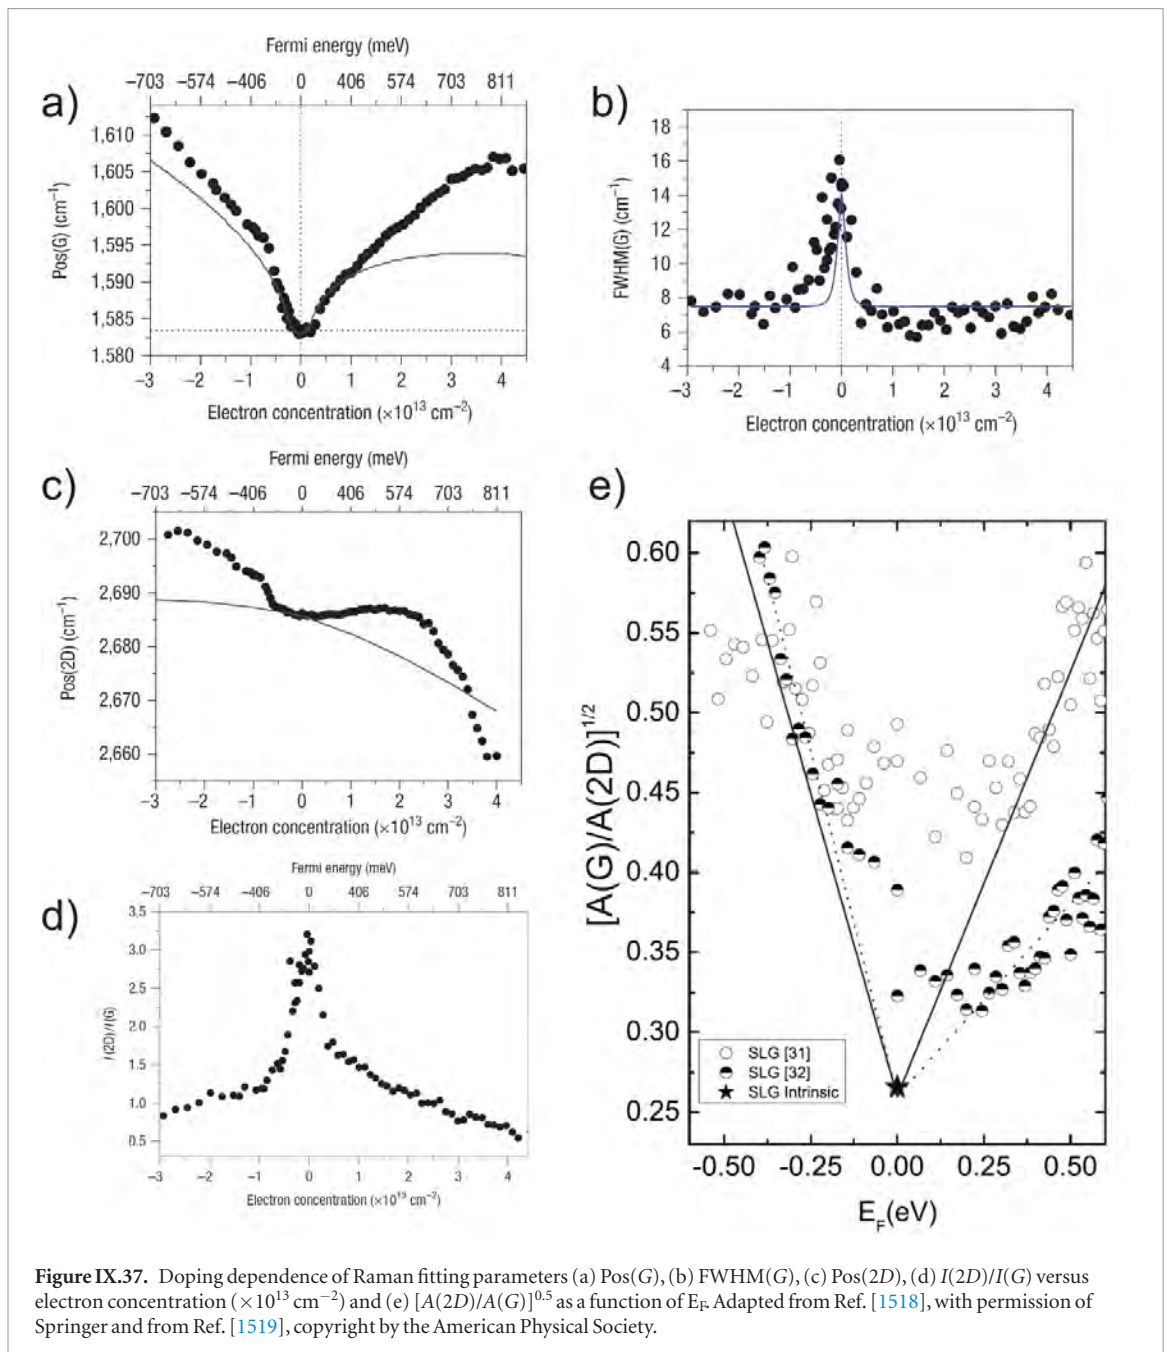 Fermi energy (meV)
−703 −574 −406 0 406 574 703 811
a)
1,610
1,605
1,600
1,595
1,590
1,585
1,580
Pos(G) (cm⁻¹)
−3 −2 −1 0 1 2 3 4
Electron concentration (×10¹³ cm⁻²)
b)
18
16
14
12
10
8
6
4
FWHM(G) (cm⁻¹)
−3 −2 −1 0 1 2 3 4
Electron concentration (×10¹³ cm⁻²)
Fermi energy (meV)
c)
−703 −574 −406 0 406 574 703 811
2,700
2,690
2,680
2,670
2,660
Pos(2D) (cm⁻¹)
−3 −2 −1 0 1 2 3 4
Electron concentration (×10¹³ cm⁻²)
Fermi energy (meV)
−703 −574 −406 0 406 574 703 811
d)
3.5
3.0
2.5
2.0
1.5
1.0
0.5
I(2D)/I(G)
−3 −2 −1 0 1 2 3 4
Electron concentration (×10¹³ cm⁻²)
e)
0.60
0.55
0.50
0.45
0.40
0.35
0.30
0.25
[A(G)/A(2D)]^1/2
SLG [31]
SLG [32]
SLG Intrinsic
-0.50 -0.25 0.00 0.25 0.50
E_F(eV)
Figure IX.37. Doping dependence of Raman fitting parameters (a) Pos(G), (b) FWHM(G), (c) Pos(2D), (d) I(2D)/I(G) versus
electron concentration (×10¹³ cm⁻²) and (e) [A(2D)/A(G)]^0.5 as a function of E_F. Adapted from Ref. [1518], with permission of
Springer and from Ref. [1519], copyright by the American Physical Society.